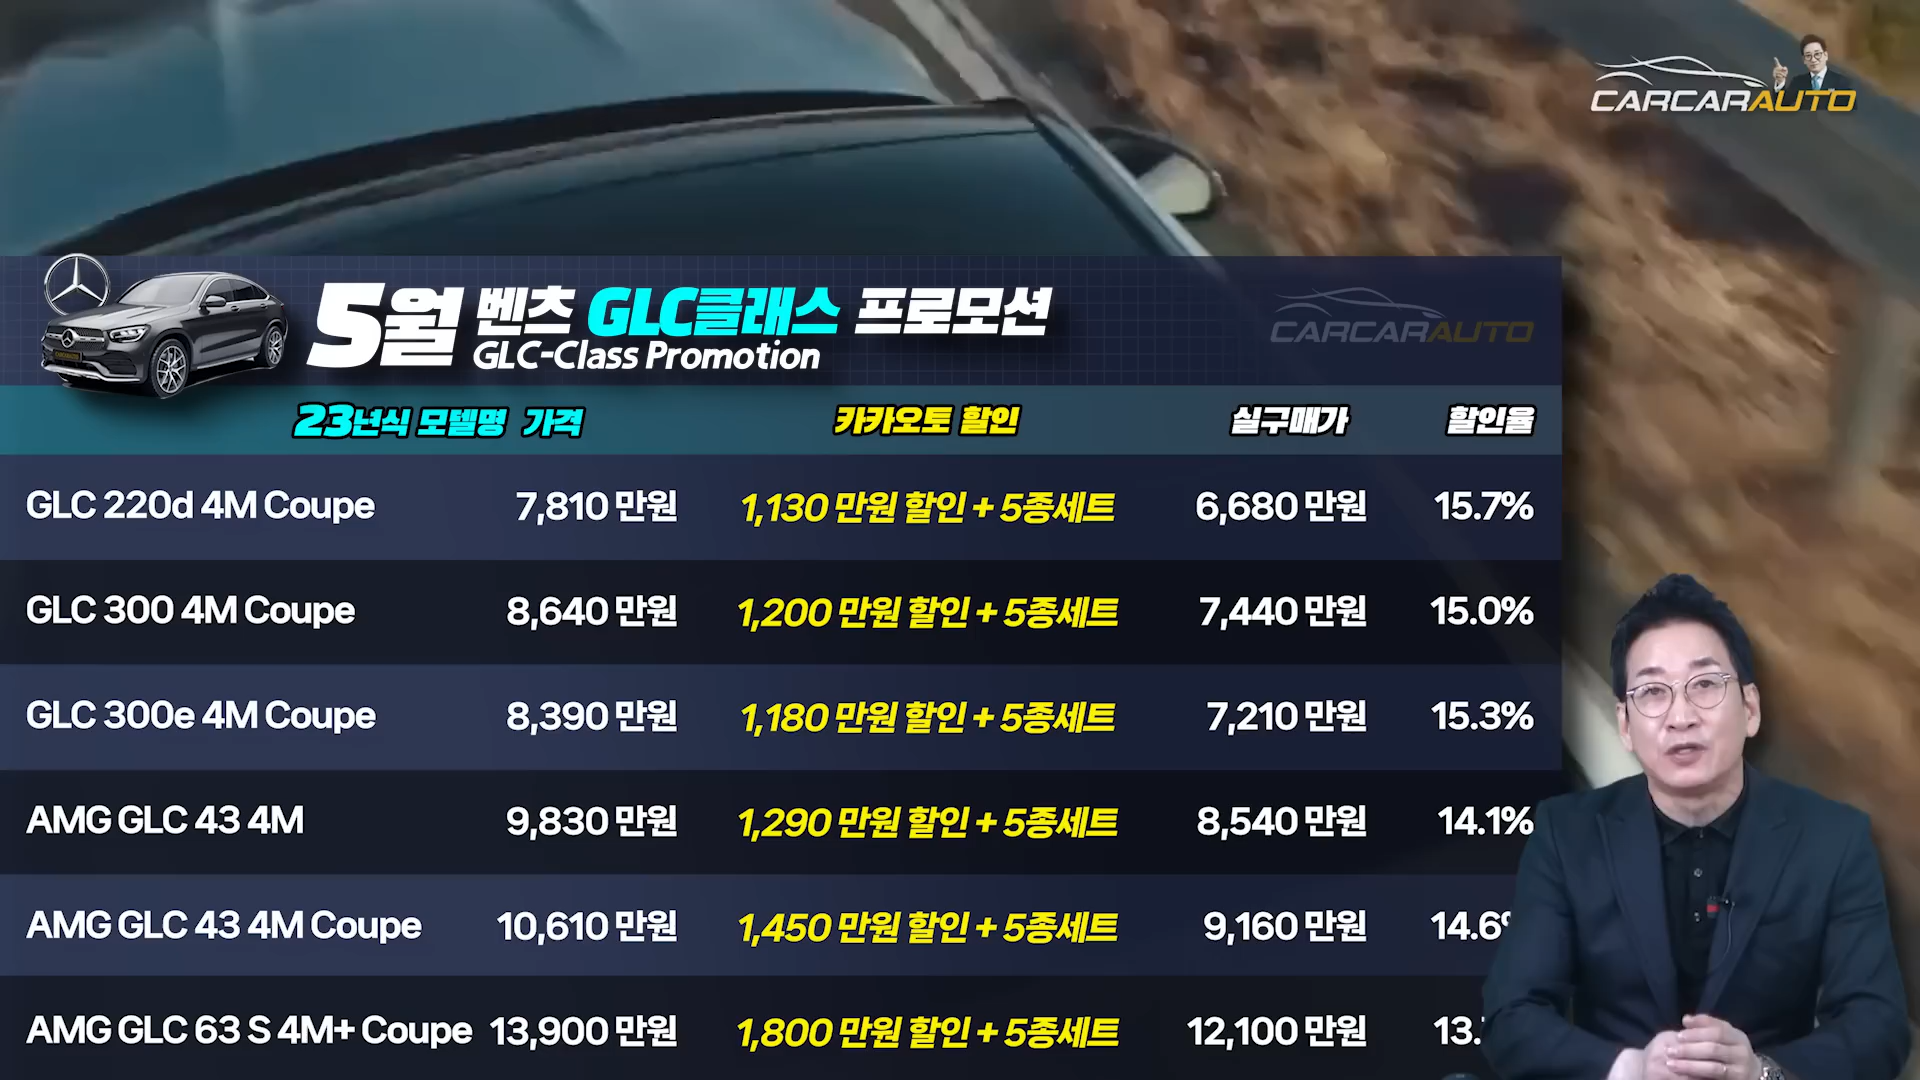 CARCARAUTO
5월 벤츠 GLC클래스 프로모션
GLC-Class Promotion
CARCARAUTO
23년식 모델명 가격 카카오토 할인 실구매가 할인율
GLC 220d 4M Coupe 7,810 만원 1,130 만원 할인 + 5종세트 6,680 만원 15.7%
GLC 300 4M Coupe 8,640 만원 1,200 만원 할인 + 5종세트 7,440 만원 15.0%
GLC 300e 4M Coupe 8,390 만원 1,180 만원 할인 + 5종세트 7,210 만원 15.3%
AMG GLC 43 4M 9,830 만원 1,290 만원 할인 + 5종세트 8,540 만원 14.1%
AMG GLC 43 4M Coupe 10,610 만원 1,450 만원 할인 + 5종세트 9,160 만원 14.6%
AMG GLC 63 S 4M+ Coupe 13,900 만원 1,800 만원 할인 + 5종세트 12,100 만원 13.